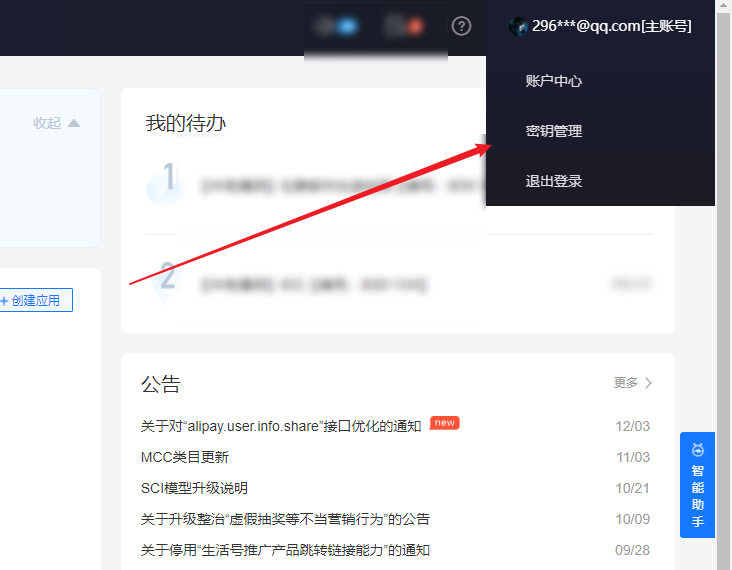 296***@qq.com[主账号]
账户中心
密钥管理
退出登录
收起
我的待办
1
2
+ 创建应用
公告
更多
关于对“alipay.user.info.share”接口优化的通知 new 12/03
MCC类目更新 11/03
SCI模型升级说明 10/21
关于升级整治“虚假抽奖等不当营销行为”的公告 10/09
关于停用“生活号推广产品跳转链接能力”的通知 09/28
智能助手